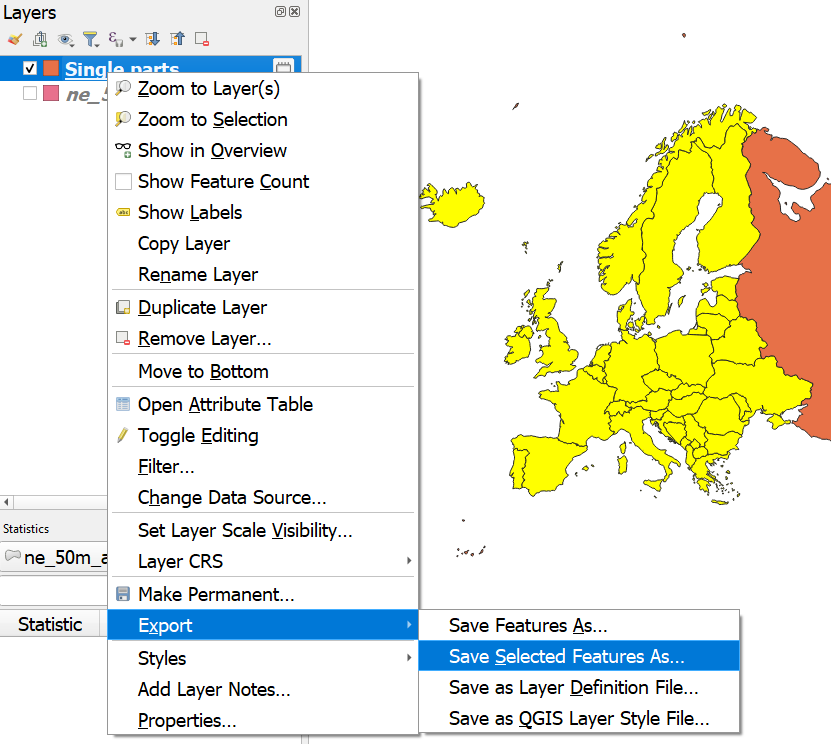 Layers
Single parts
ne_5
Zoom to Layer(s)
Zoom to Selection
Show in Overview
Show Feature Count
abc Show Labels
Copy Layer
Rename Layer
Duplicate Layer
Remove Layer...
Move to Bottom
Open Attribute Table
Toggle Editing
Filter...
Change Data Source...
Set Layer Scale Visibility...
Layer CRS
Make Permanent...
Export
Styles
Add Layer Notes...
Properties...
Save Features As...
Save Selected Features As...
Save as Layer Definition File...
Save as QGIS Layer Style File...
Statistics
ne_50m_a
Statistic